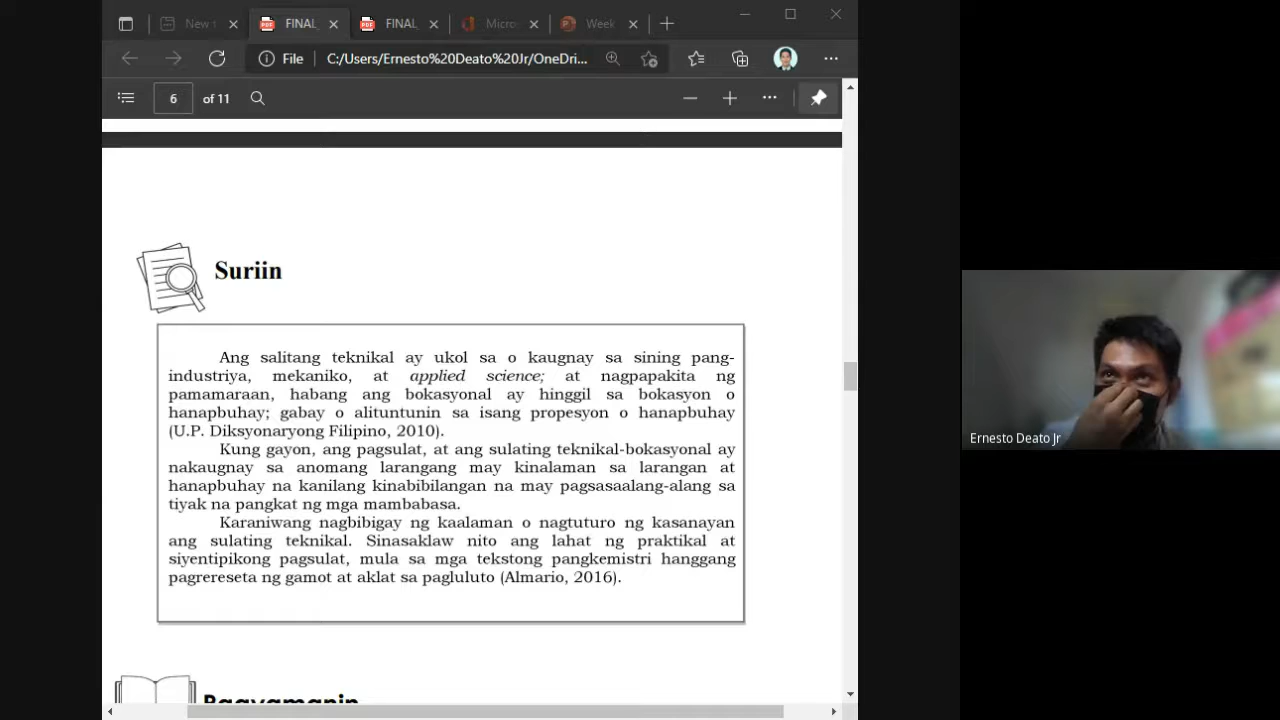 New t
FINAL
FINAL
Micro
Week
File
C:/Users/Ernesto%20Deato%20Jr/OneDri...
6 of 11
Suriin
Ang salitang teknikal ay ukol sa o kaugnay sa sining pang-
industriya, mekaniko, at applied science; at nagpapakita ng
pamamaraan, habang ang bokasyonal ay hinggil sa bokasyon o
hanapbuhay; gabay o alituntunin sa isang propesyon o hanapbuhay
(U.P. Diksyonaryong Filipino, 2010).
Kung gayon, ang pagsulat, at ang sulating teknikal-bokasyonal ay
nakaugnay sa anomang larangang may kinalaman sa larangan at
hanapbuhay na kanilang kinabibilangan na may pagsasaalang-alang sa
tiyak na pangkat ng mga mambabasa.
Karaniwang nagbibigay ng kaalaman o nagtuturo ng kasanayan
ang sulating teknikal. Sinasaklaw nito ang lahat ng praktikal at
siyentipikong pagsulat, mula sa mga tekstong pangkemistri hanggang
pagrereseta ng gamot at aklat sa pagluluto (Almario, 2016).
Pagyamanin
Ernesto Deato Jr